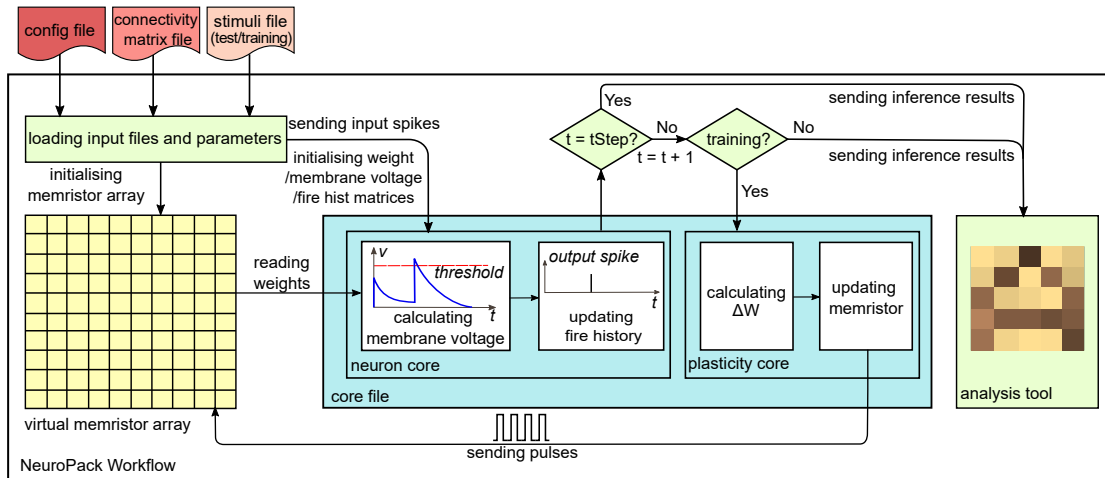 config file
connectivity
matrix file
stimuli file
(test/training)
loading input files and parameters
sending input spikes
initialising
memristor array
initialising weight
/membrane voltage
/fire hist matrices
Yes
t = tStep?
No
t = t + 1
training?
No
Yes
sending inference results
sending inference results
reading
weights
v
threshold
t
calculating
membrane voltage
output spike
t
updating
fire history
neuron core
calculating
ΔW
updating
memristor
plasticity core
core file
analysis tool
virtual memristor array
sending pulses
NeuroPack Workflow